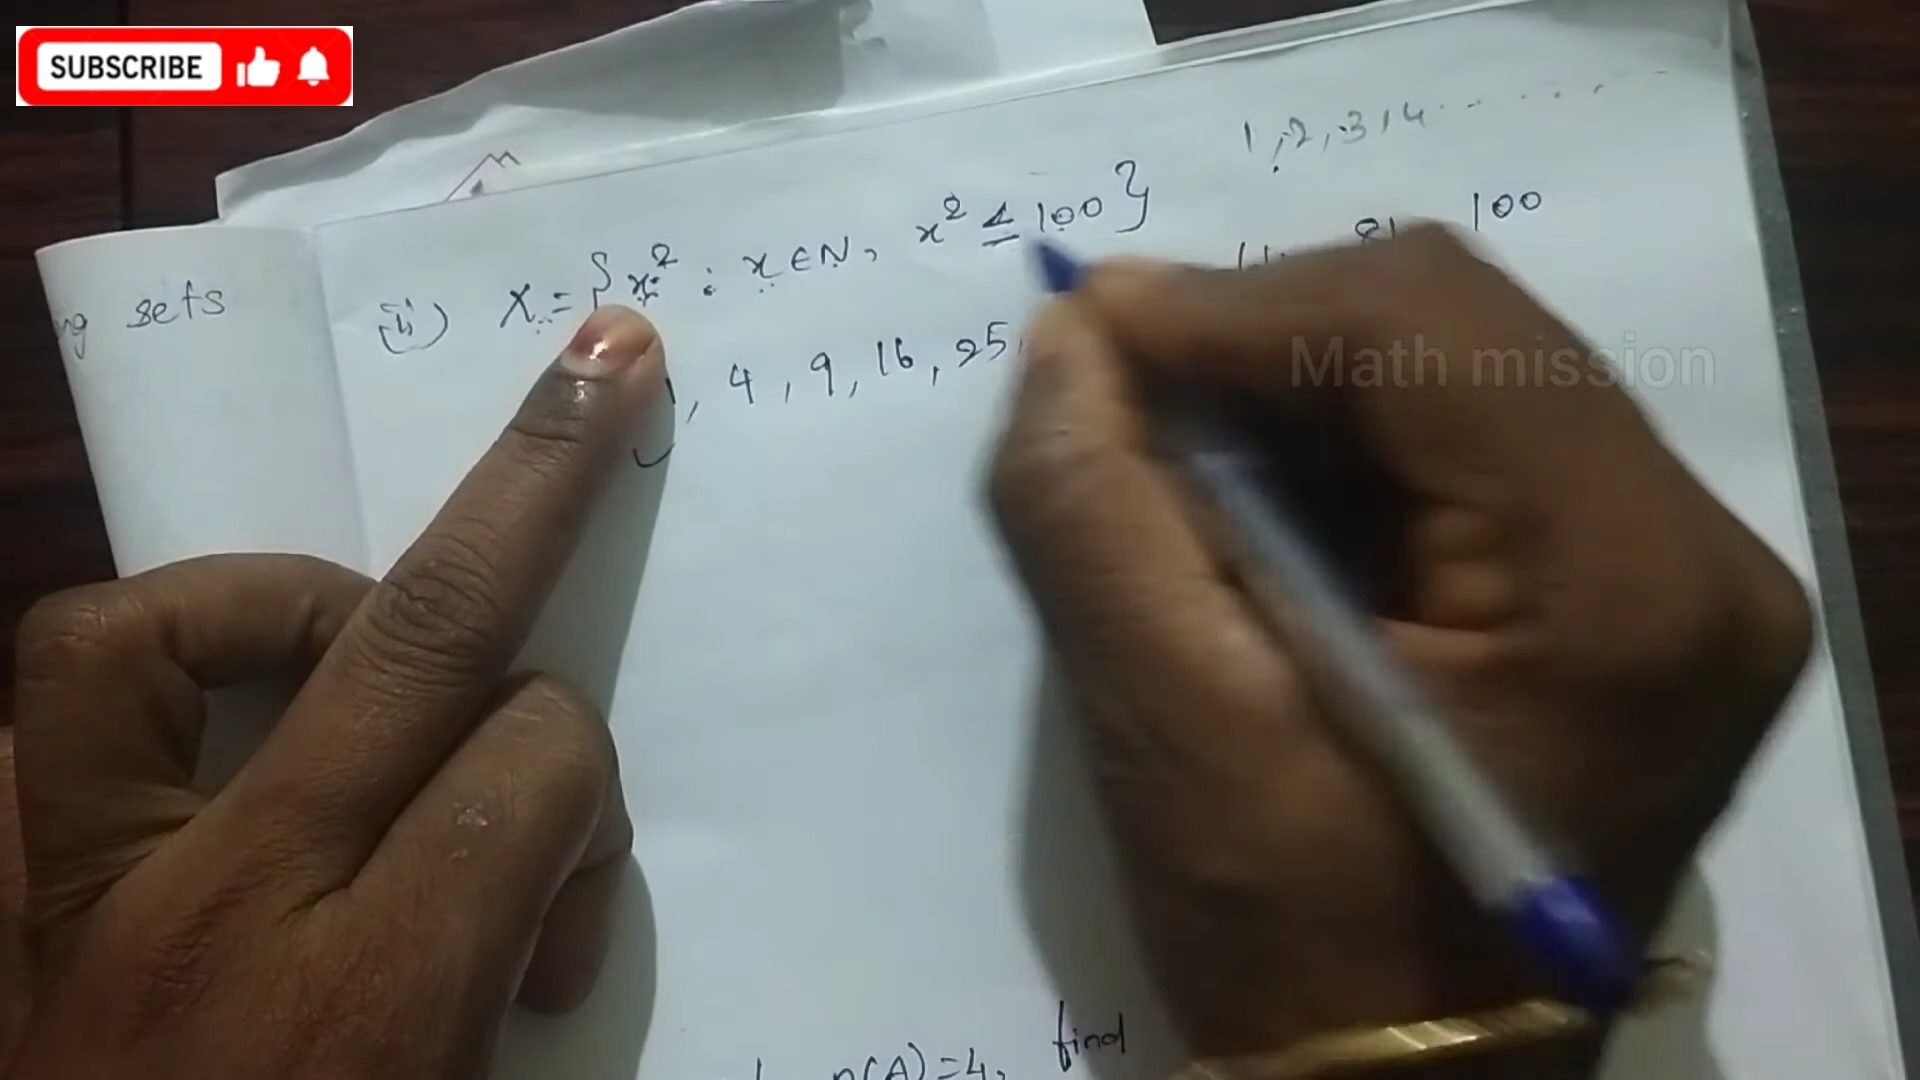 SUBSCRIBE
1, 2, 3, 4 ......
sets (ii) X = { x² : x ∈ N, x² ≤ 100 } 81 100
1, 4, 9, 16, 25,
Math mission
n(A)=4, find